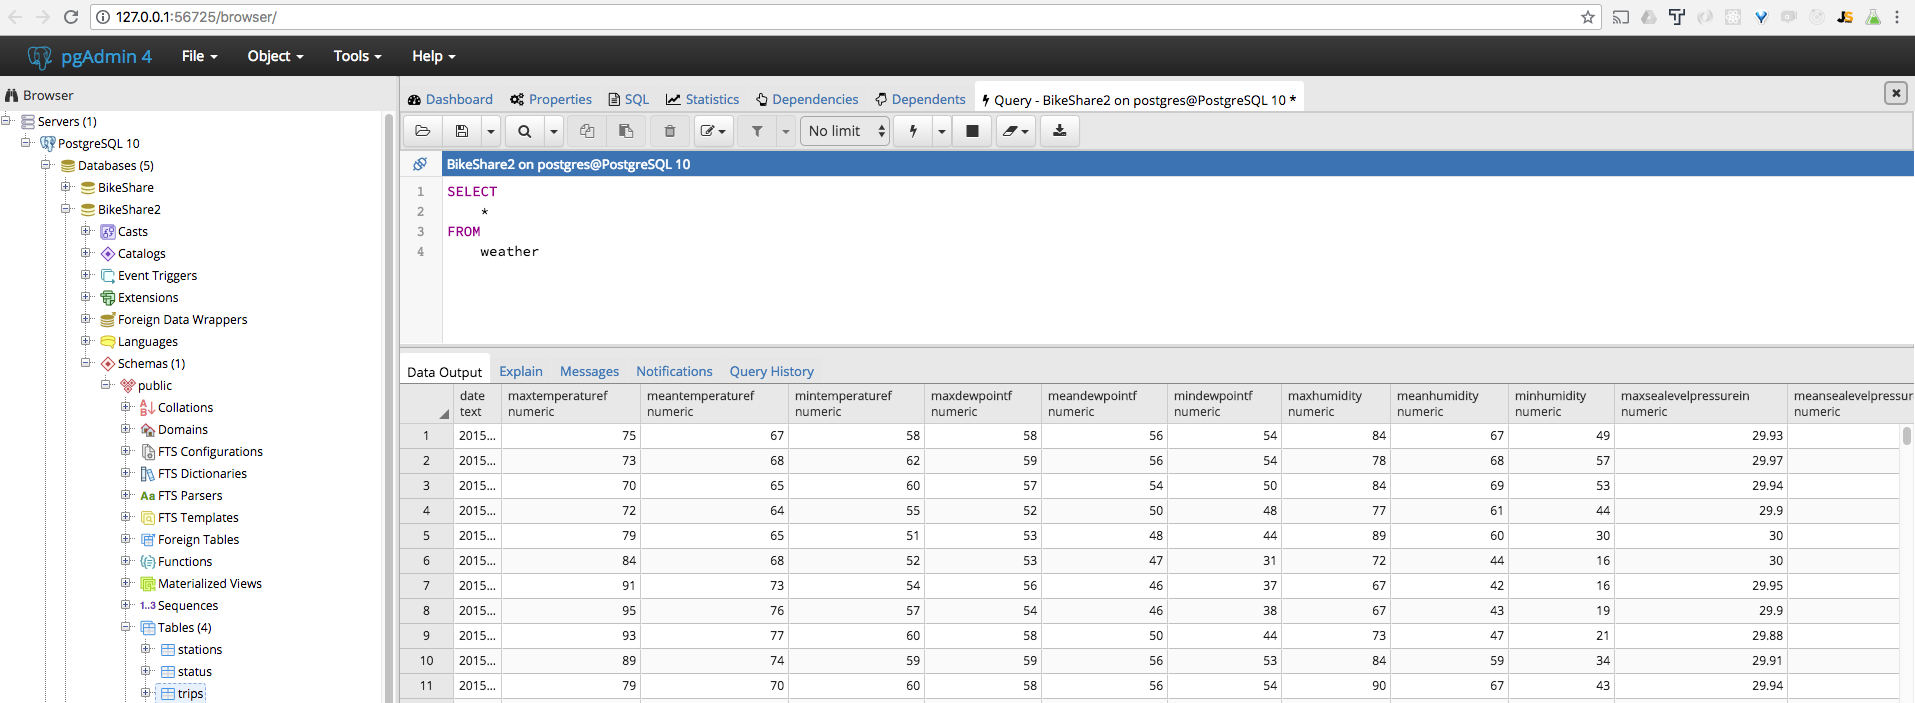 127.0.0.1:56725/browser/
pgAdmin 4 File Object Tools Help
Browser
Servers (1)
PostgreSQL 10
Databases (5)
BikeShare
BikeShare2
Casts
Catalogs
Event Triggers
Extensions
Foreign Data Wrappers
Languages
Schemas (1)
public
Collations
Domains
FTS Configurations
FTS Dictionaries
FTS Parsers
FTS Templates
Foreign Tables
Functions
Materialized Views
1..3 Sequences
Tables (4)
stations
status
trips
Dashboard Properties SQL Statistics Dependencies Dependents Query - BikeShare2 on postgres@PostgreSQL 10 *
No limit
BikeShare2 on postgres@PostgreSQL 10
1 SELECT
2 *
3 FROM
4 weather
Data Output Explain Messages Notifications Query History
date maxtemperaturef meantemperaturef mintemperaturef maxdewpointf meandewpointf mindewpointf maxhumidity meanhumidity minhumidity maxsealevelpressurein meansealevelpressur
text numeric numeric numeric numeric numeric numeric numeric numeric numeric numeric numeric
1 2015... 75 67 58 58 56 54 84 67 49 29.93
2 2015... 73 68 62 59 56 54 78 68 57 29.97
3 2015... 70 65 60 57 54 50 84 69 53 29.94
4 2015... 72 64 55 52 50 48 77 61 44 29.9
5 2015... 79 65 51 53 48 44 89 60 30 30
6 2015... 84 68 52 53 47 31 72 44 16 30
7 2015... 91 73 54 56 46 37 67 42 16 29.95
8 2015... 95 76 57 54 46 38 67 43 19 29.9
9 2015... 93 77 60 58 50 44 73 47 21 29.88
10 2015... 89 74 59 59 56 53 84 59 34 29.91
11 2015... 79 70 60 58 56 54 90 67 43 29.94